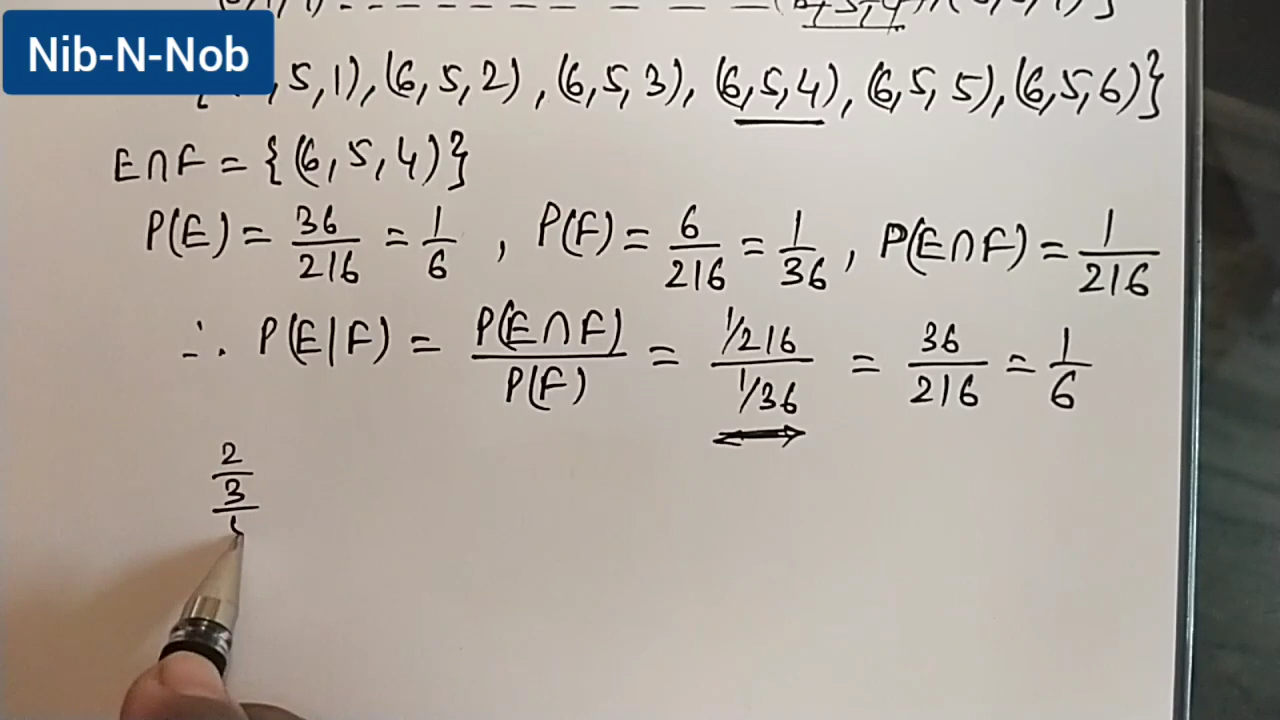 Nib-N-Nob
5,1), (6,5,2), (6,5,3), (6,5,4), (6,5,5), (6,5,6)}
E∩F = {(6,5,4)}
P(E) = 36/216 = 1/6 , P(F) = 6/216 = 1/36 , P(E∩F) = 1/216
∴ P(E|F) = P(E∩F)/P(F) = (1/216)/(1/36) = 36/216 = 1/6
2
3